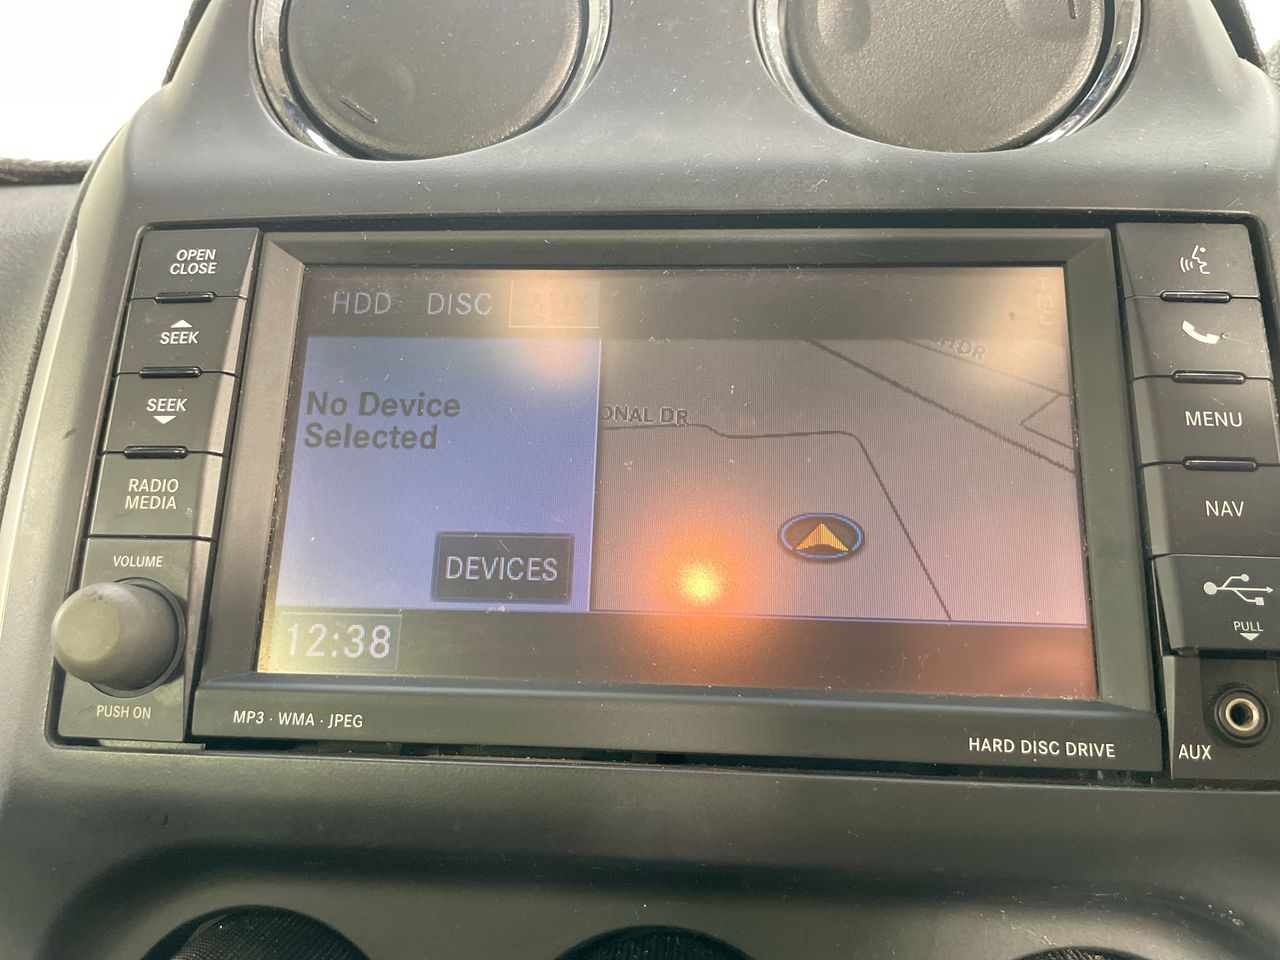 OPEN
CLOSE
SEEK
SEEK
RADIO
MEDIA
VOLUME
PUSH ON
HDD DISC
No Device
Selected
DEVICES
12:38
ONAL DR
DR
MP3 · WMA · JPEG
HARD DISC DRIVE
MENU
NAV
PULL
AUX